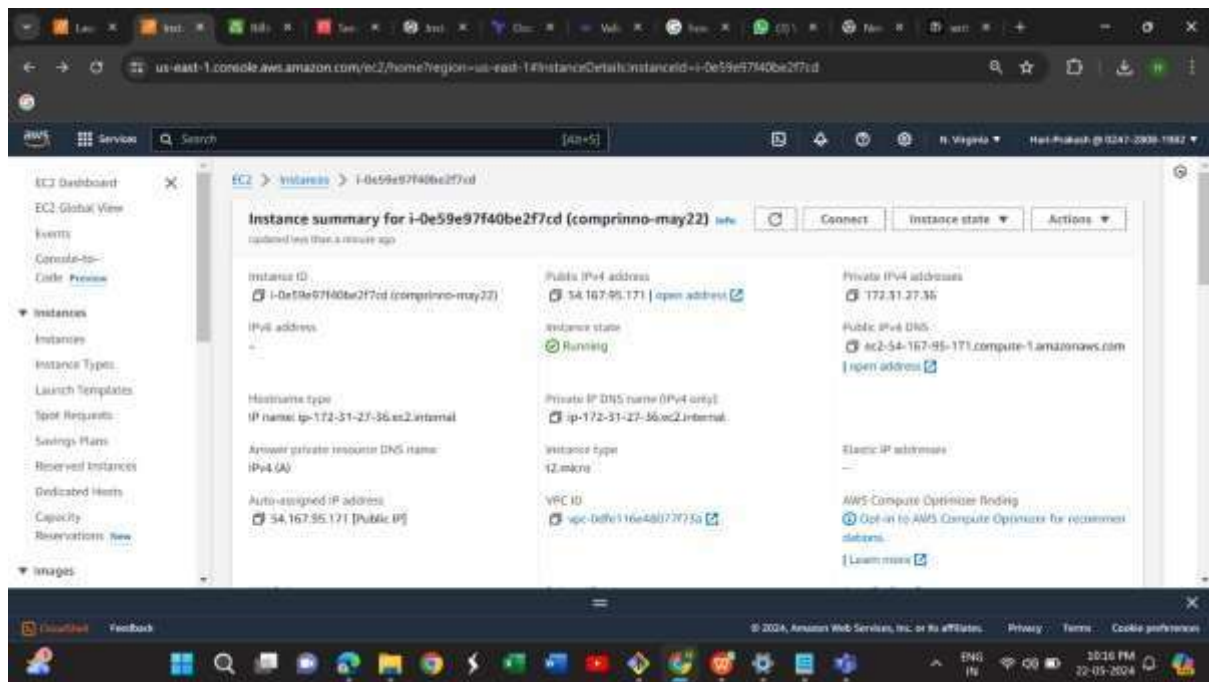 us-east-1.console.aws.amazon.com/ec2/home?region=us-east-1#InstanceDetails:instanceId=i-0e59e97f40be2f7cd
aws
Services
Search
[Alt+S]
N. Virginia
Hari-Prakash @
EC2 Dashboard
EC2 Global View
Events
Console-to-
Code Preview
Instances
Instances
Instance Types
Launch Templates
Spot Requests
Savings Plans
Reserved Instances
Dedicated Hosts
Capacity
Reservations New
Images
EC2 > Instances > i-0e59e97f40be2f7cd
Instance summary for i-0e59e97f40be2f7cd (comprinno-may22) Info
Connect
Instance state
Actions
Updated less than a minute ago
Instance ID
i-0e59e97f40be2f7cd (comprinno-may22)
Public IPv4 address
54.167.95.171 | open address
Private IPv4 addresses
172.31.27.36
IPv6 address
–
Instance state
Running
Public IPv4 DNS
ec2-54-167-95-171.compute-1.amazonaws.com
| open address
Hostname type
IP name: ip-172-31-27-36.ec2.internal
Private IP DNS name (IPv4 only)
ip-172-31-27-36.ec2.internal
Answer private resource DNS name
IPv4 (A)
Instance type
t2.micro
Elastic IP addresses
–
Auto-assigned IP address
54.167.95.171 [Public IP]
VPC ID
AWS Compute Optimizer finding
Opt-in to AWS Compute Optimizer for recommen
dations.
| Learn more
CloudShell
Feedback
© 2024, Amazon Web Services, Inc. or its affiliates.
Privacy
Terms
Cookie preferences
ENG
IN
10:16 PM
22-05-2024